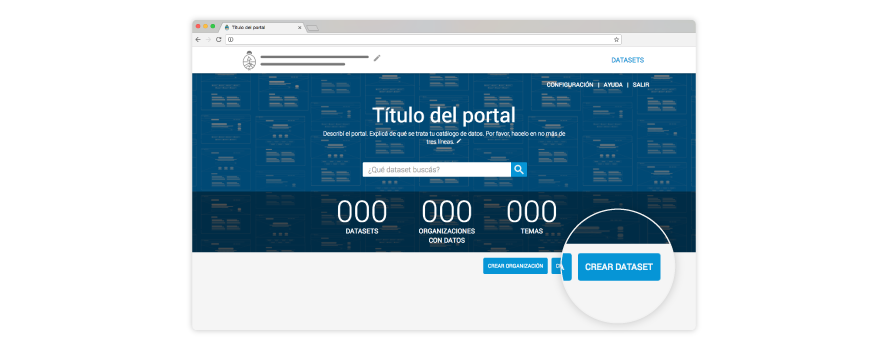 Título del portal
DATASETS
CONFIGURACIÓN | AYUDA | SALIR
Título del portal
Describí el portal. Explicá de qué se trata tu catálogo de datos. Por favor, hacelo en no más de
tres líneas.
¿Qué dataset buscás?
000 000 000
DATASETS ORGANIZACIONES TEMAS
CON DATOS
CREAR ORGANIZACIÓN CREAR DATASET